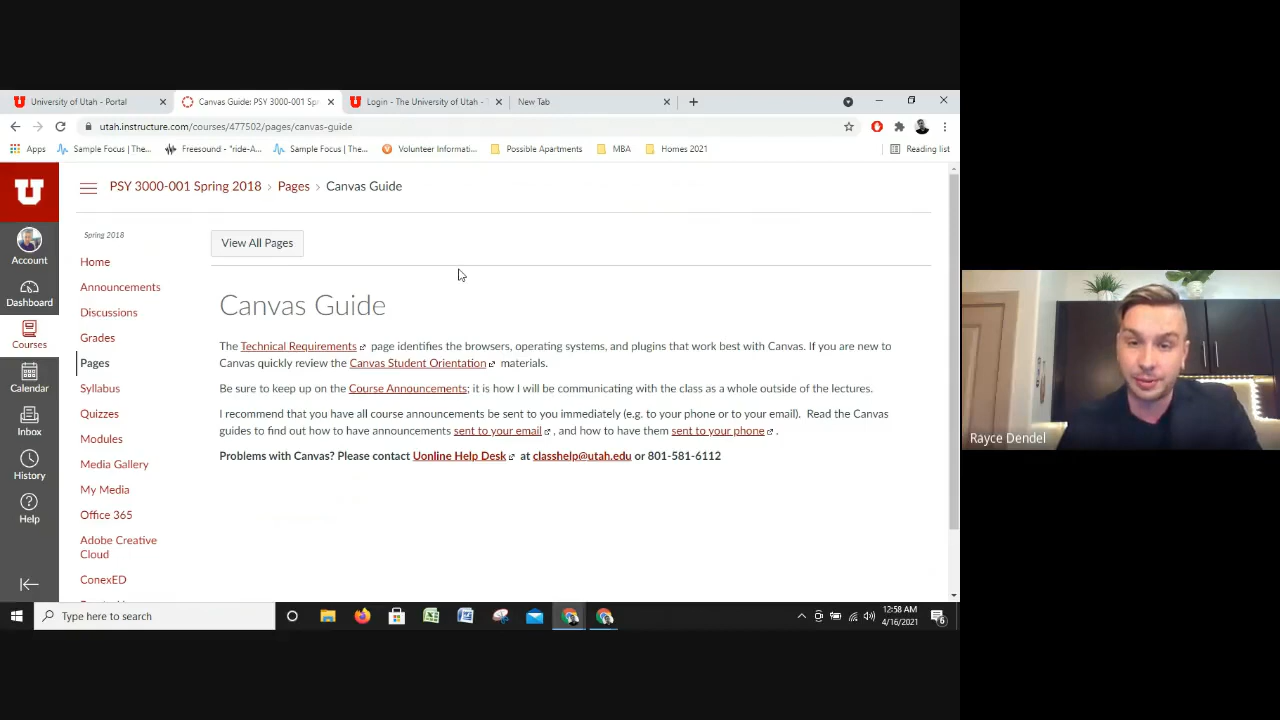 University of Utah - Portal
Canvas Guide: PSY 3000-001 Spr
Login - The University of Utah -
New Tab
utah.instructure.com/courses/477502/pages/canvas-guide
Apps
Sample Focus | The...
Freesound - "ride-A...
Sample Focus | The...
Volunteer Informati...
Possible Apartments
MBA
Homes 2021
Reading list
U
PSY 3000-001 Spring 2018 > Pages > Canvas Guide
Spring 2018
View All Pages
Account
Dashboard
Courses
Calendar
Inbox
History
Help
Home
Announcements
Discussions
Grades
Pages
Syllabus
Quizzes
Modules
Media Gallery
My Media
Office 365
Adobe Creative
Cloud
ConexED
Canvas Guide
The Technical Requirements page identifies the browsers, operating systems, and plugins that work best with Canvas. If you are new to
Canvas quickly review the Canvas Student Orientation materials.
Be sure to keep up on the Course Announcements; it is how I will be communicating with the class as a whole outside of the lectures.
I recommend that you have all course announcements be sent to you immediately (e.g. to your phone or to your email). Read the Canvas
guides to find out how to have announcements sent to your email , and how to have them sent to your phone .
Problems with Canvas? Please contact Uonline Help Desk at classhelp@utah.edu or 801-581-6112
Rayce Dendel
Type here to search
12:58 AM
4/16/2021
6